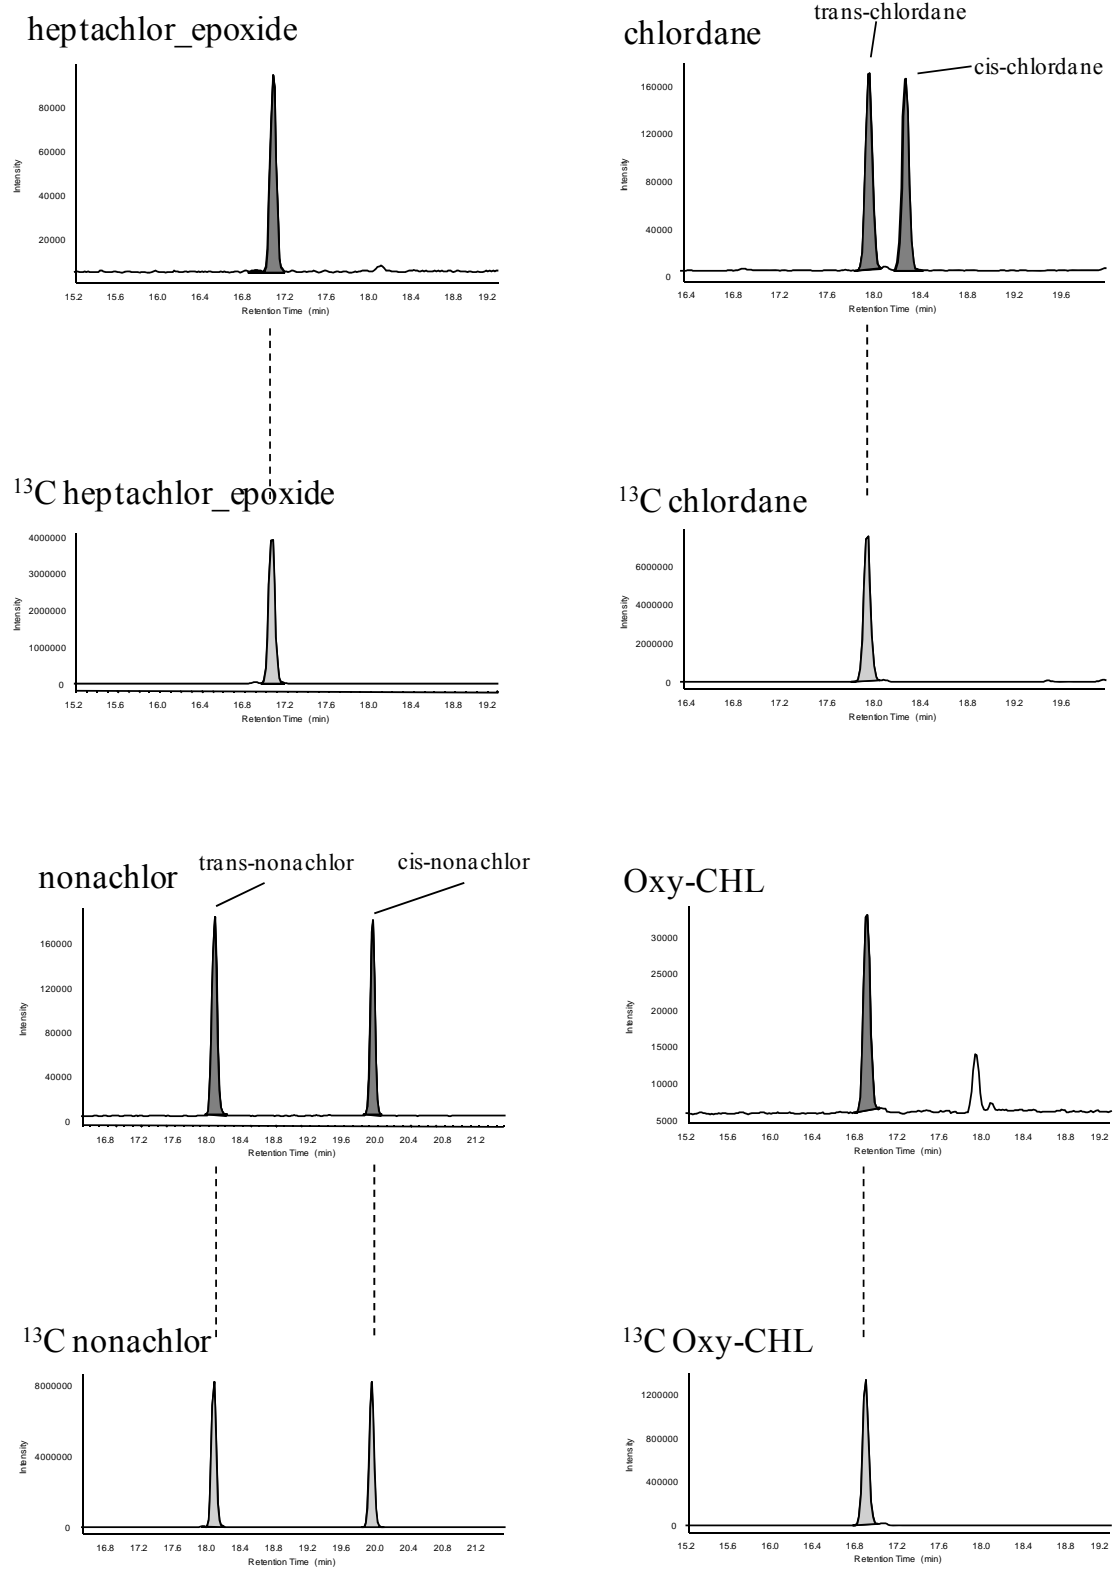 heptachlor_epoxide
Intensity
80000
60000
40000
20000
15.2 15.6 16.0 16.4 16.8 17.2 17.6 18.0 18.4 18.8 19.2
Retention Time (min)
trans-chlordane
chlordane
cis-chlordane
Intensity
160000
120000
80000
40000
0
16.4 16.8 17.2 17.6 18.0 18.4 18.8 19.2 19.6
Retention Time (min)
¹³C heptachlor_epoxide
Intensity
4000000
3000000
2000000
1000000
0
15.2 15.6 16.0 16.4 16.8 17.2 17.6 18.0 18.4 18.8 19.2
Retention Time (min)
¹³C chlordane
Intensity
6000000
4000000
2000000
0
16.4 16.8 17.2 17.6 18.0 18.4 18.8 19.2 19.6
Retention Time (min)
nonachlor
trans-nonachlor
cis-nonachlor
Intensity
160000
120000
80000
40000
0
16.8 17.2 17.6 18.0 18.4 18.8 19.2 19.6 20.0 20.4 20.8 21.2
Retention Time (min)
Oxy-CHL
Intensity
30000
25000
20000
15000
10000
5000
15.2 15.6 16.0 16.4 16.8 17.2 17.6 18.0 18.4 18.8 19.2
Retention Time (min)
¹³C nonachlor
Intensity
8000000
4000000
0
16.8 17.2 17.6 18.0 18.4 18.8 19.2 19.6 20.0 20.4 20.8 21.2
Retention Time (min)
¹³C Oxy-CHL
Intensity
1200000
800000
400000
0
15.2 15.6 16.0 16.4 16.8 17.2 17.6 18.0 18.4 18.8 19.2
Retention Time (min)